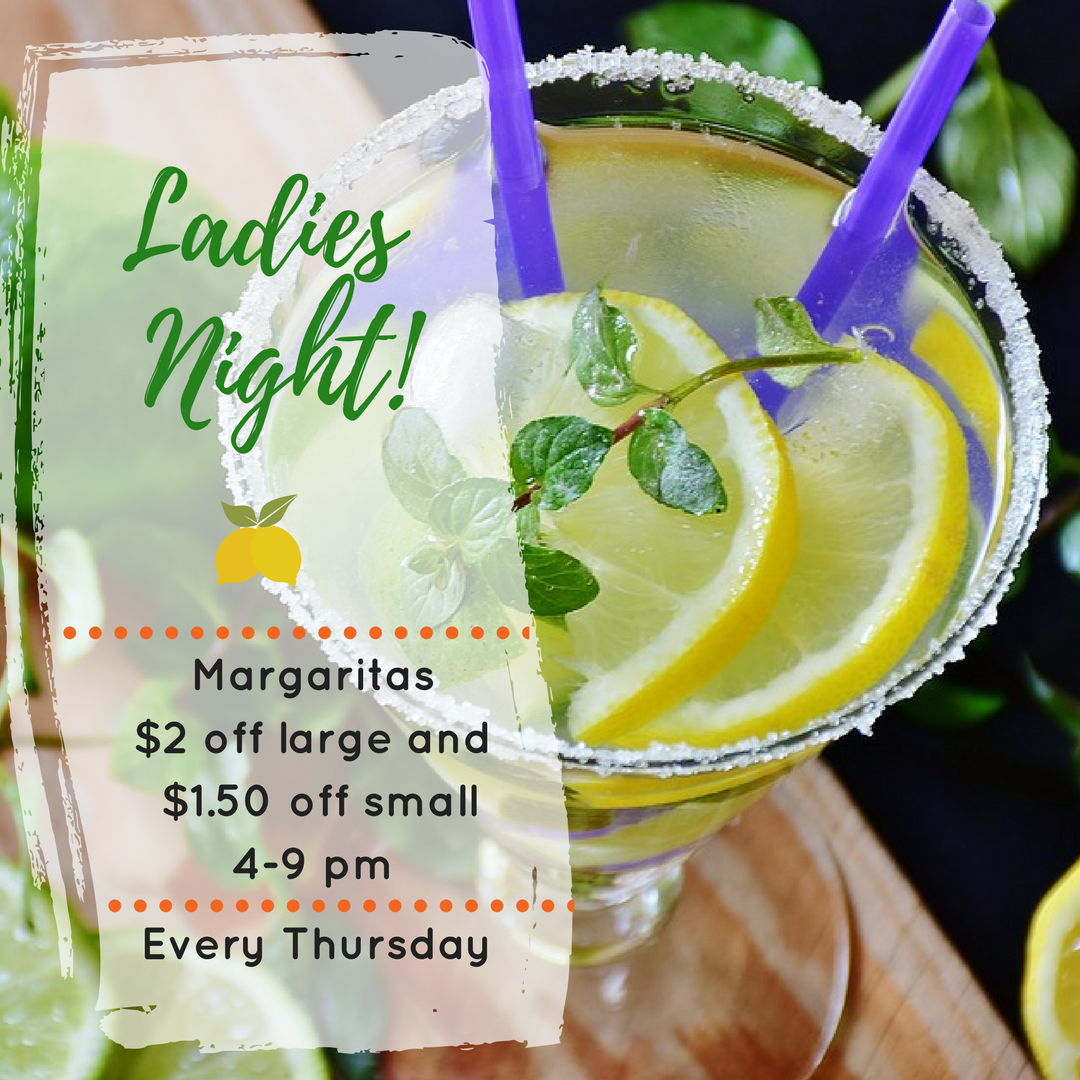 Ladies
Night!
Margaritas
$2 off large and
$1.50 off small
4-9 pm
Every Thursday